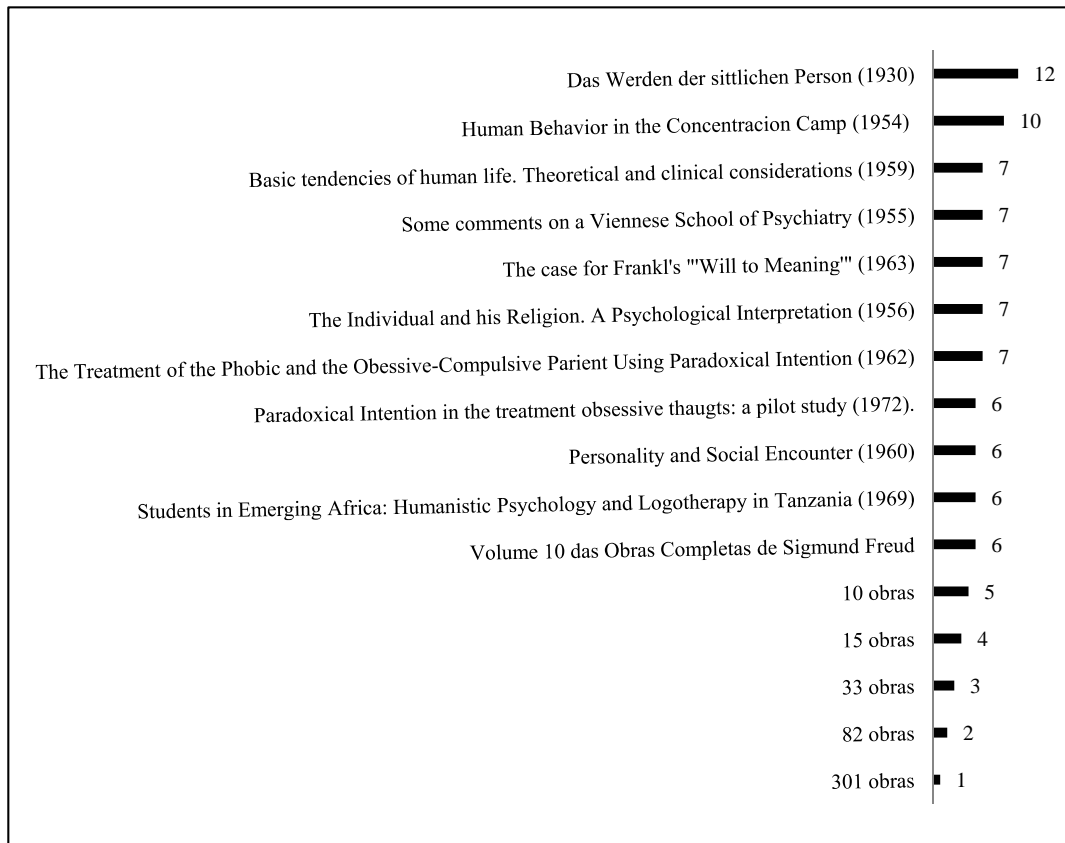 Das Werden der sittlichen Person (1930) 12
Human Behavior in the Concentracion Camp (1954) 10
Basic tendencies of human life. Theoretical and clinical considerations (1959) 7
Some comments on a Viennese School of Psychiatry (1955) 7
The case for Frankl's "'Will to Meaning'" (1963) 7
The Individual and his Religion. A Psychological Interpretation (1956) 7
The Treatment of the Phobic and the Obessive-Compulsive Parient Using Paradoxical Intention (1962) 7
Paradoxical Intention in the treatment obsessive thaugts: a pilot study (1972). 6
Personality and Social Encounter (1960) 6
Students in Emerging Africa: Humanistic Psychology and Logotherapy in Tanzania (1969) 6
Volume 10 das Obras Completas de Sigmund Freud 6
10 obras 5
15 obras 4
33 obras 3
82 obras 2
301 obras 1